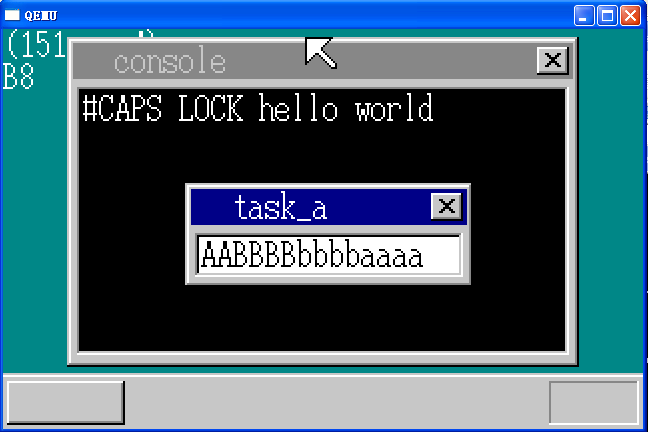 QEMU
(151
B8
console
#CAPS LOCK hello world
task_a
AABBBBbbbbaaaa